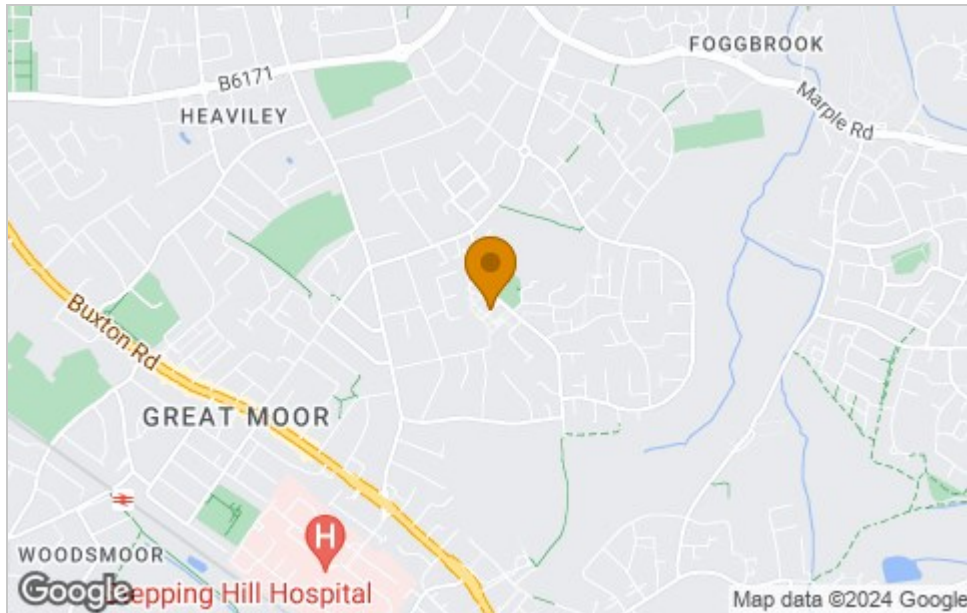 FOGGBROOK
B6171
Marple Rd
HEAVILEY
Buxton Rd
GREAT MOOR
H
WOODSMOOR
Google
epping Hill Hospital
Map data ©2024 Google